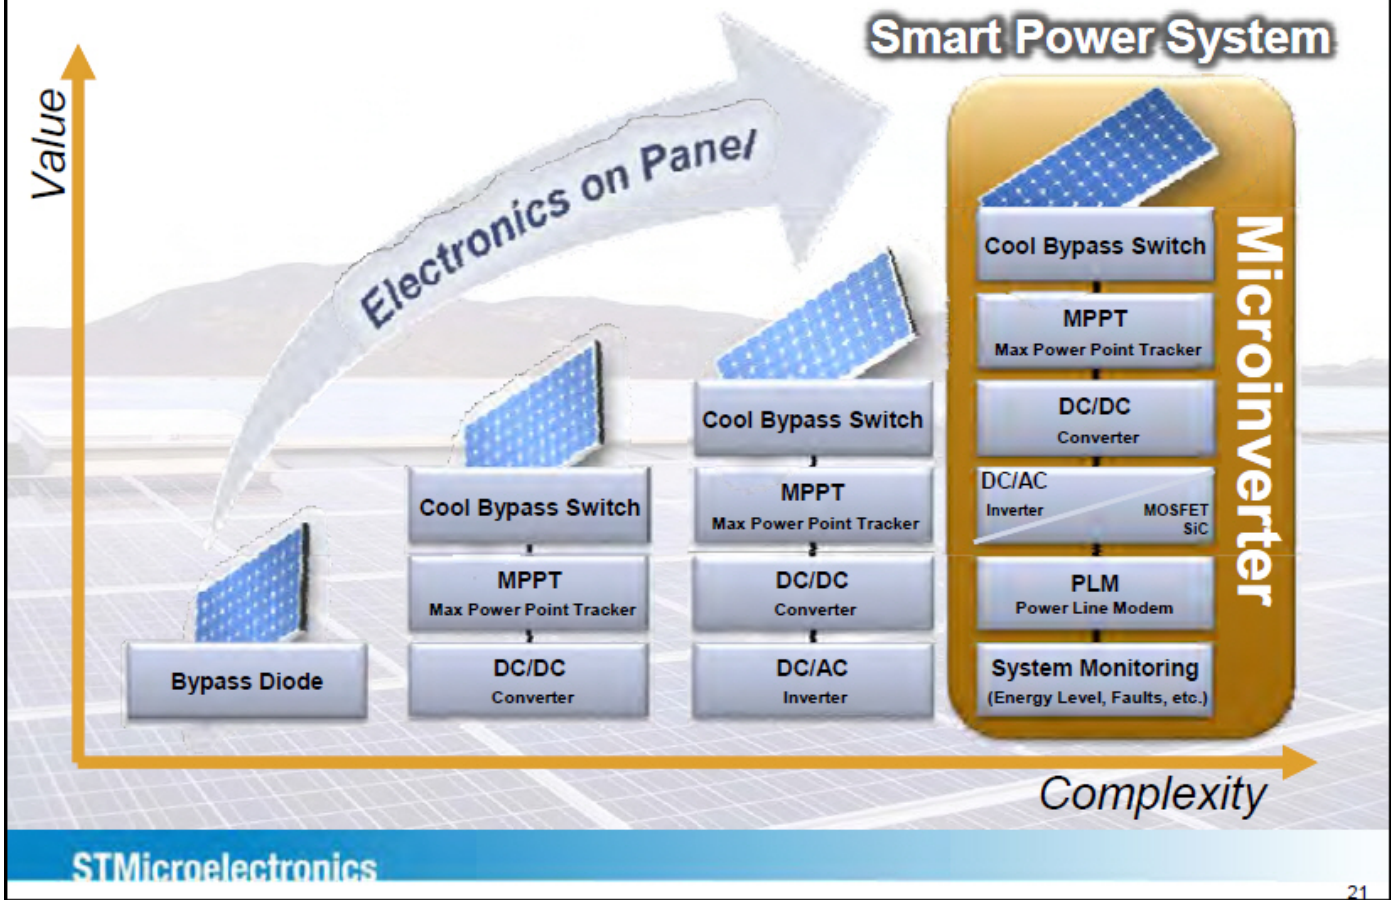 Smart Power System
Value
Electronics on Panel
Bypass Diode
Cool Bypass Switch
MPPT
Max Power Point Tracker
DC/DC
Converter
Cool Bypass Switch
MPPT
Max Power Point Tracker
DC/DC
Converter
DC/AC
Inverter
Cool Bypass Switch
MPPT
Max Power Point Tracker
DC/DC
Converter
DC/AC
Inverter
MOSFET
SiC
PLM
Power Line Modem
System Monitoring
(Energy Level, Faults, etc.)
Microinverter
Complexity
STMicroelectronics
21